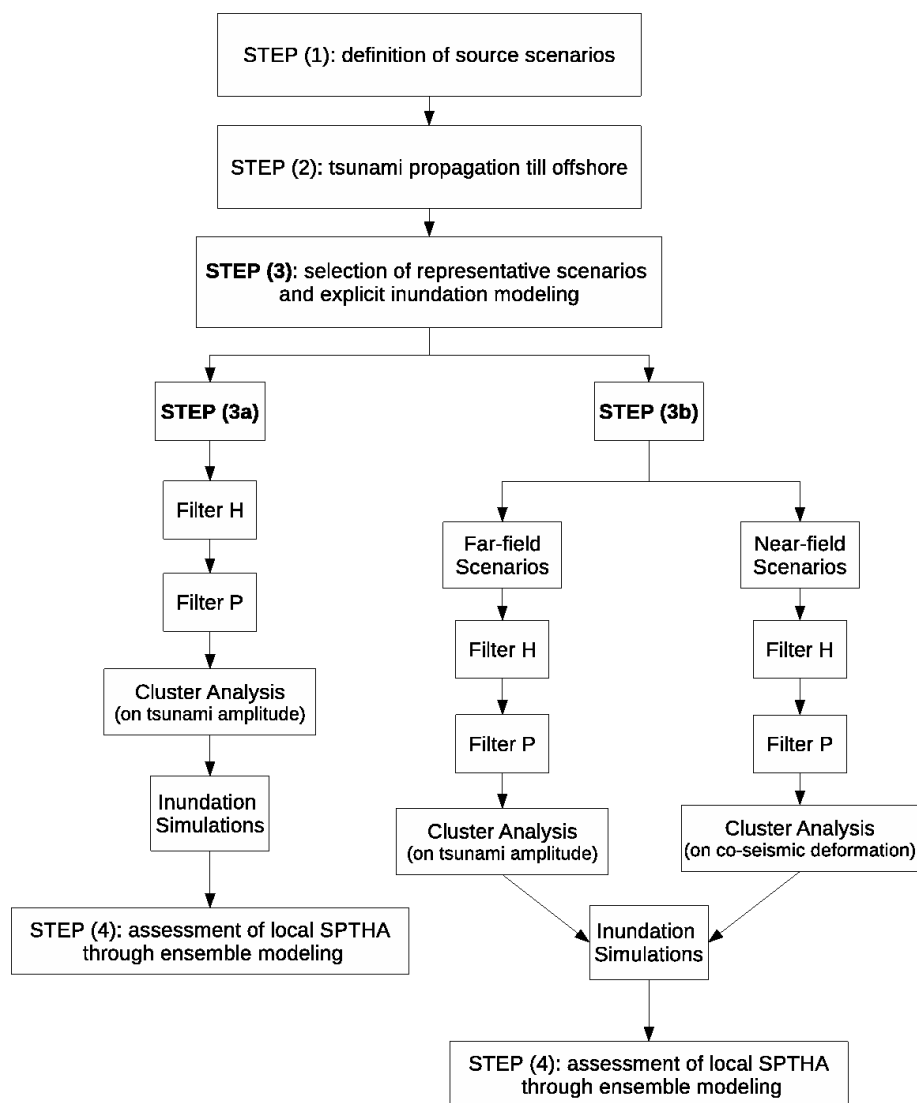 STEP (1): definition of source scenarios
STEP (2): tsunami propagation till offshore
STEP (3): selection of representative scenarios
and explicit inundation modeling
STEP (3a)
Filter H
Filter P
Cluster Analysis
(on tsunami amplitude)
Inundation
Simulations
STEP (4): assessment of local SPTHA
through ensemble modeling
STEP (3b)
Far-field
Scenarios
Filter H
Filter P
Cluster Analysis
(on tsunami amplitude)
Near-field
Scenarios
Filter H
Filter P
Cluster Analysis
(on co-seismic deformation)
Inundation
Simulations
STEP (4): assessment of local SPTHA
through ensemble modeling